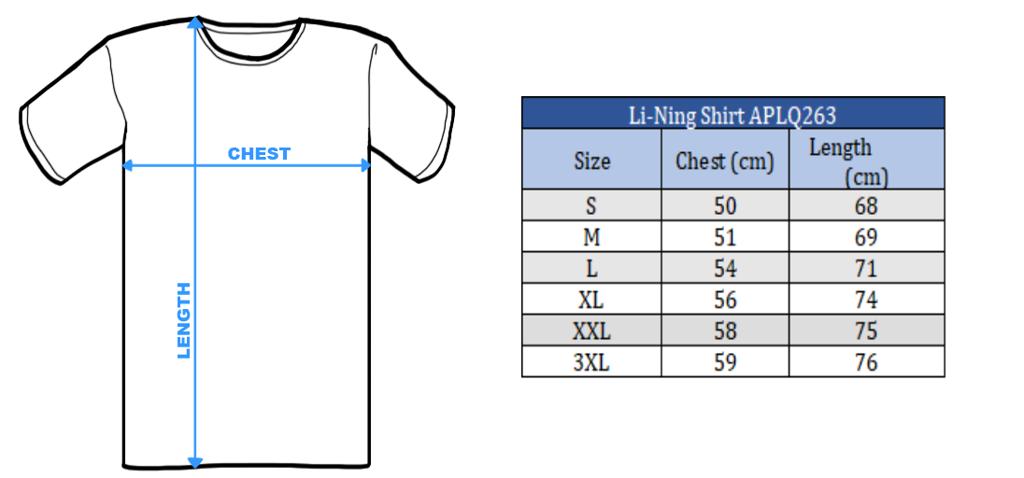 CHEST
LENGTH
Li-Ning Shirt APLQ263
Size Chest (cm) Length (cm)
S 50 68
M 51 69
L 54 71
XL 56 74
XXL 58 75
3XL 59 76